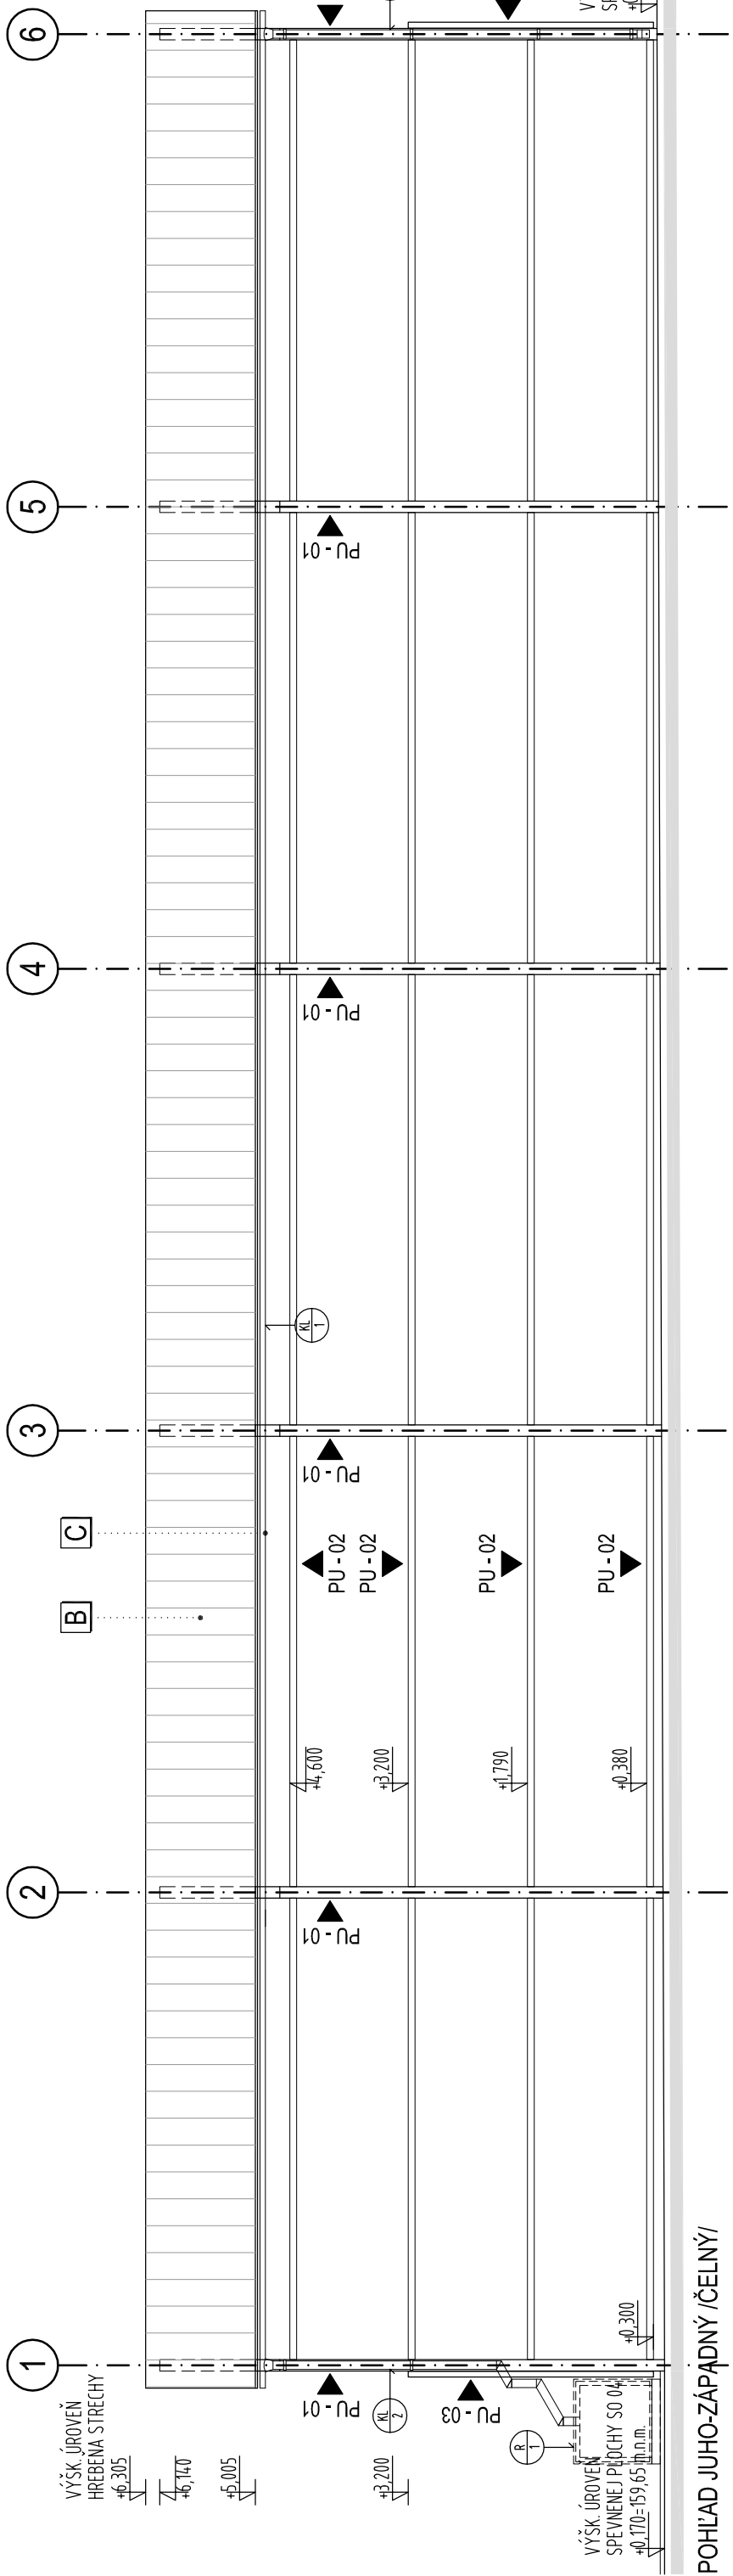 6
5
4
3
2
1
VÝŠK. ÚROVEŇ
HREBEŇA STRECHY
+6,305
+6,140
+5,005
+3,200
B
C
KL
1
PU - 01
PU - 01
PU - 01
PU - 01
PU - 01
PU - 02
PU - 02
PU - 02
PU - 02
+4,600
+3,200
+1,790
+0,380
+0,300
KL
2
PU - 03
R
1
VÝŠK. ÚROVEŇ
SPEVNENEJ PLOCHY SO 04
+0,170=159,65 m.n.m.
POHĽAD JUHO-ZÁPADNÝ /ČELNÝ/